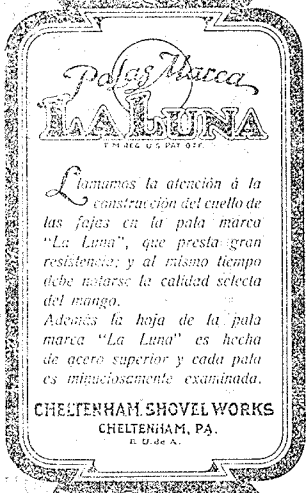 Palas Marca
LA LUNA
T.M. REG. U.S. PAT. OFF.
Llamamos la atención á la
construcción del cuello de
las fajas en la pala marca
"La Luna", que presta gran
resistencia; y al mismo tiempo
debe notarse la calidad selecta
del mango.
Además la hoja de la pala
marca "La Luna" es hecha
de acero superior y cada pala
es minuciosamente examinada.
CHELTENHAM SHOVEL WORKS
CHELTENHAM, PA.
E. U. de A.